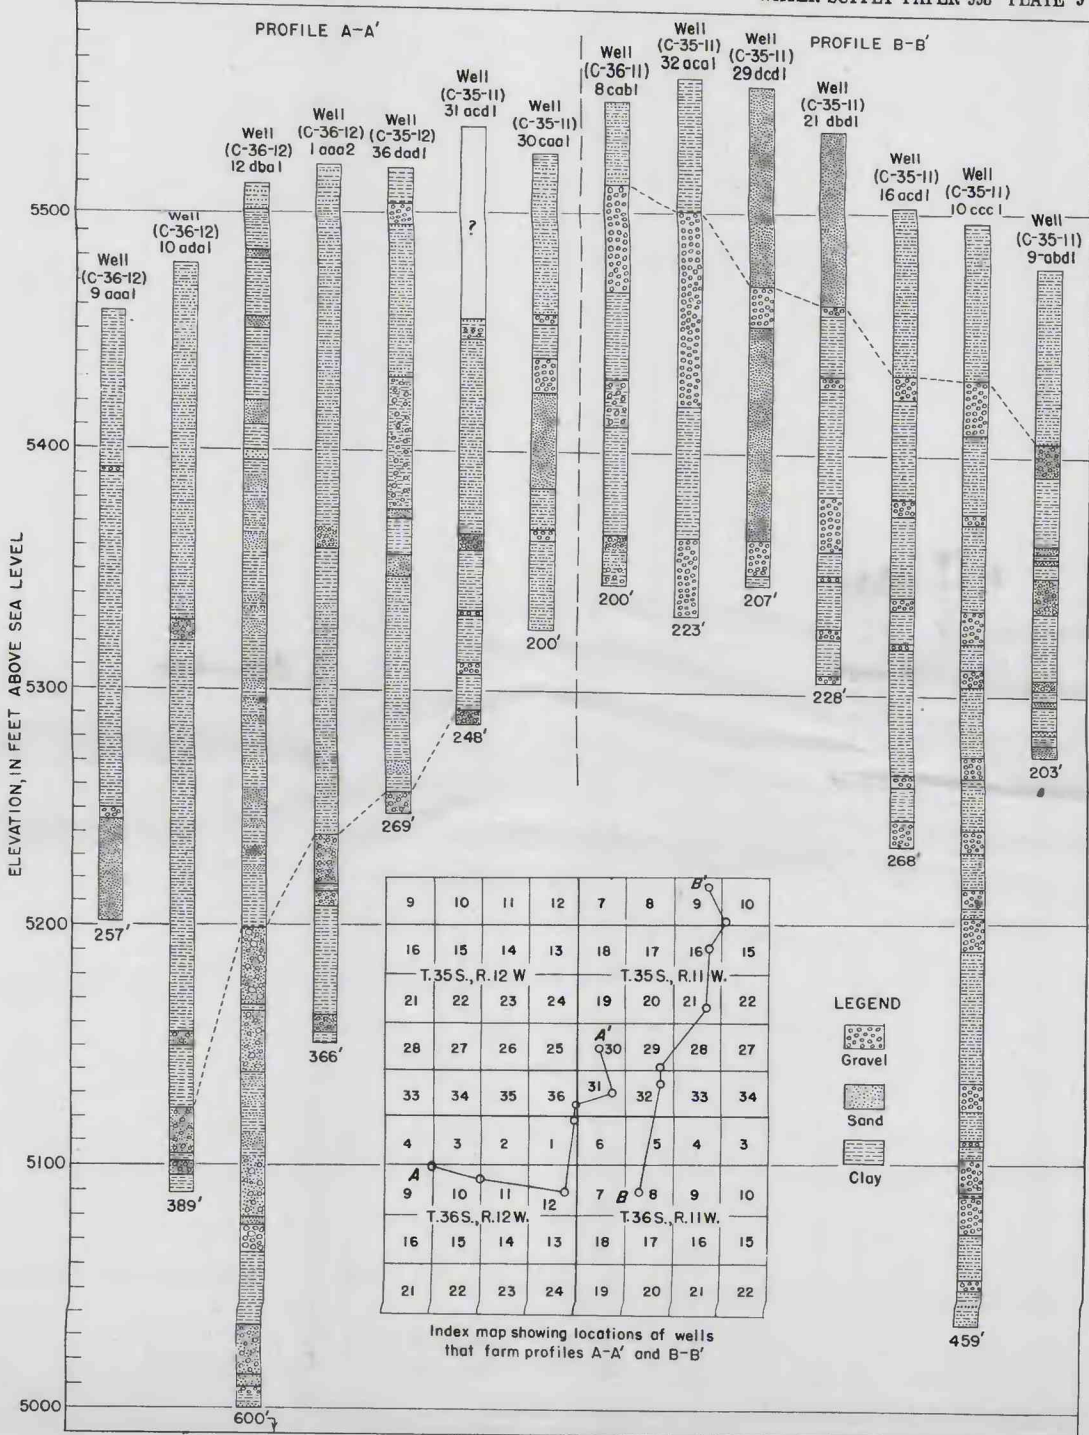 WATER-SUPPLY PAPER 993 PLATE 9
PROFILE A-A'
PROFILE B-B'
Well
(C-36-12)
9 aaa1
Well
(C-36-12)
10 ada1
Well
(C-36-12)
12 dba1
Well
(C-36-12)
1 aaa2
Well
(C-35-12)
36 dad1
Well
(C-35-11)
31 acd1
Well
(C-35-11)
30 caa1
Well
(C-36-11)
8 cab1
Well
(C-35-11)
32 aca1
Well
(C-35-11)
29 dcd1
Well
(C-35-11)
21 dbd1
Well
(C-35-11)
16 acd1
Well
(C-35-11)
10 ccc1
Well
(C-35-11)
9-abd1
?
ELEVATION, IN FEET ABOVE SEA LEVEL
5500
5400
5300
5200
5100
5000
257'
389'
600'
366'
269'
248'
200'
200'
223'
207'
228'
268'
459'
203'
B'
9 10 11 12 7 8 9 10
16 15 14 13 18 17 16 15
T.35 S., R.12 W T.35 S., R.11 W.
21 22 23 24 19 20 21 22
A'
28 27 26 25 30 29 28 27
33 34 35 36 31 32 33 34
4 3 2 1 6 5 4 3
A B
9 10 11 12 7 8 9 10
T.36 S., R.12 W. T.36 S., R.11 W.
16 15 14 13 18 17 16 15
21 22 23 24 19 20 21 22
Index map showing locations of wells
that form profiles A-A' and B-B'
LEGEND
Gravel
Sand
Clay